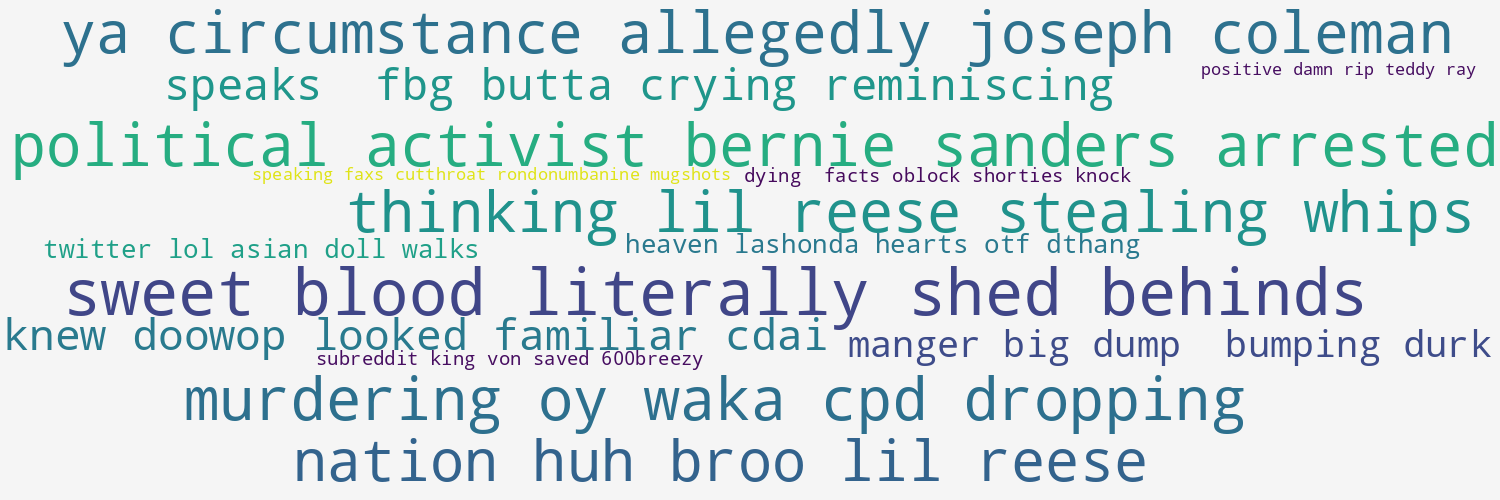 ya circumstance allegedly joseph coleman
positive damn rip teddy ray
speaks fbg butta crying reminiscing
political activist bernie sanders arrested
speaking faxs cutthroat rondonumbanine mugshots
dying facts oblock shorties knock
thinking lil reese stealing whips
twitter lol asian doll walks
heaven lashonda hearts otf dthang
sweet blood literally shed behinds
knew doowop looked familiar cdai
manger big dump bumping durk
subreddit king von saved 600breezy
murdering oy waka cpd dropping
nation huh broo lil reese